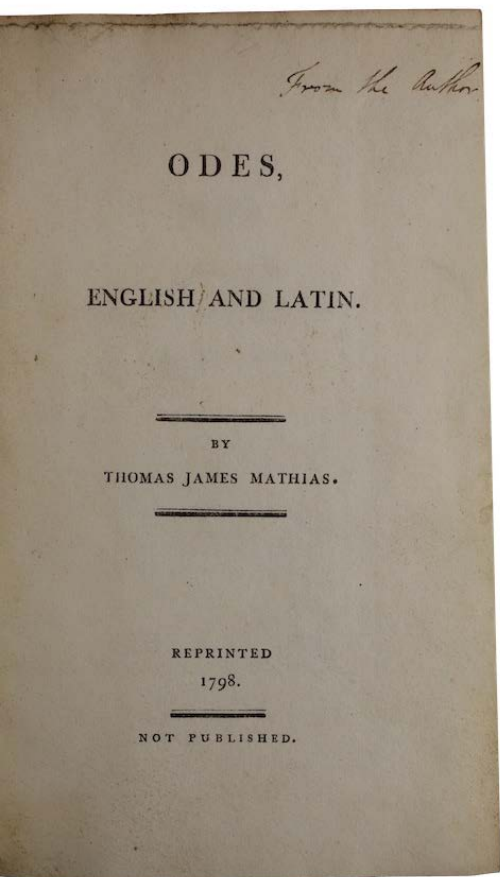 From the Author
ODES,
ENGLISH AND LATIN.
BY
THOMAS JAMES MATHIAS.
REPRINTED
1798.
NOT PUBLISHED.